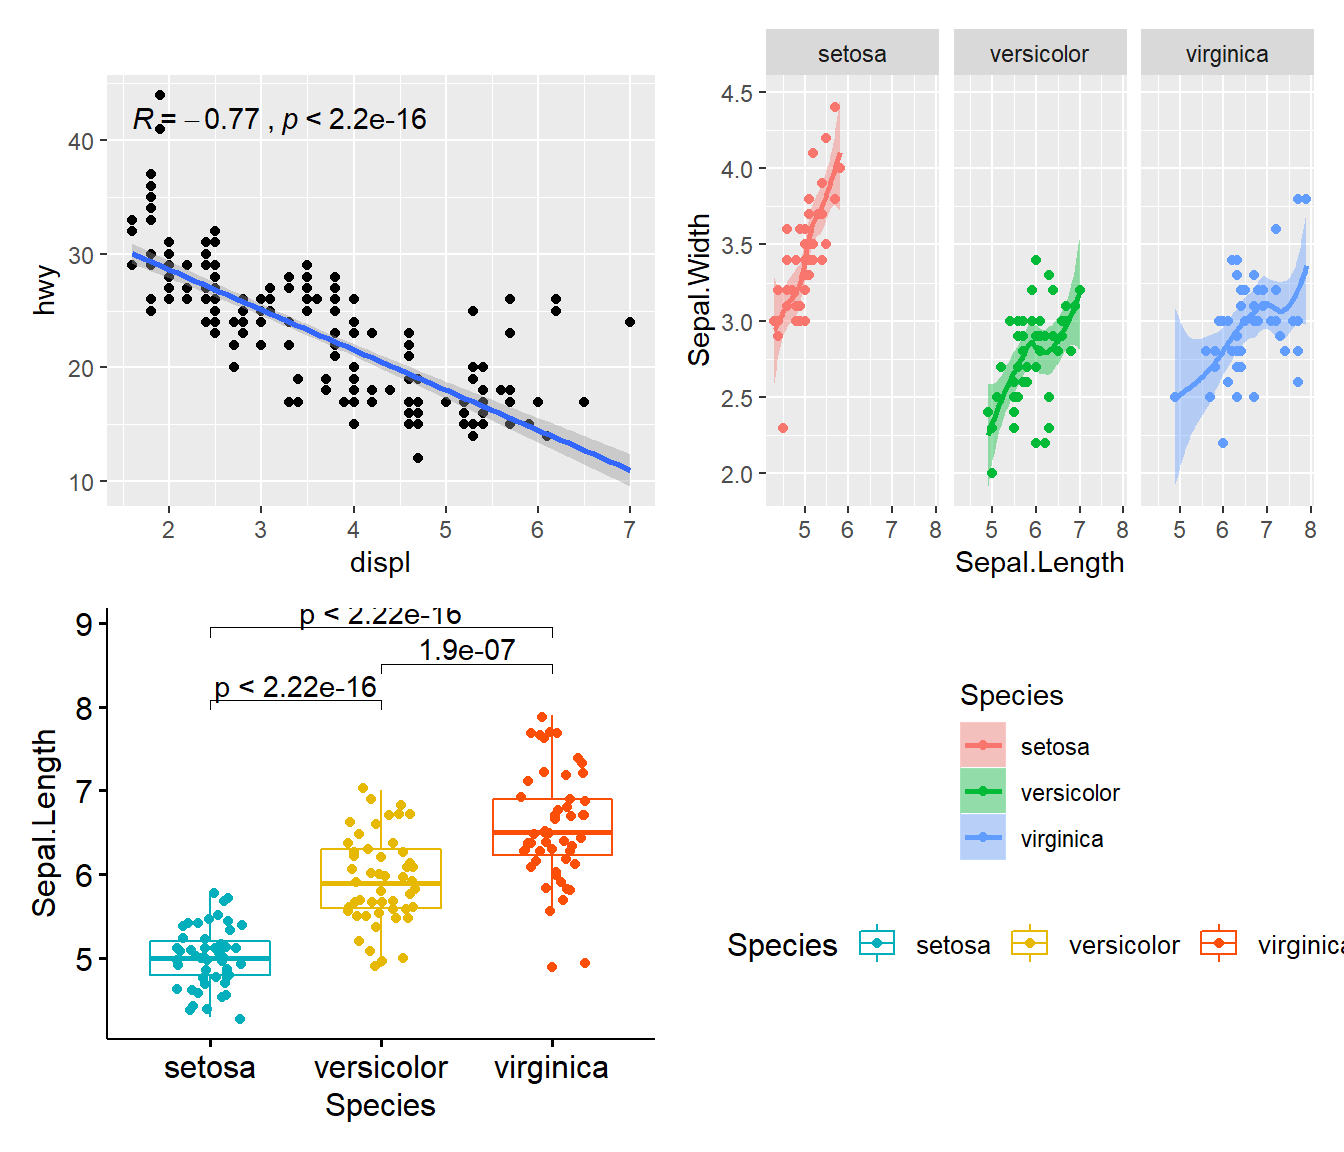 R = −0.77 , p < 2.2e-16
40
30
20
10
hwy
2 3 4 5 6 7
displ
setosa versicolor virginica
4.5
4.0
3.5
3.0
2.5
2.0
Sepal.Width
5 6 7 8 5 6 7 8 5 6 7 8
Sepal.Length
p < 2.22e-16
1.9e-07
p < 2.22e-16
9
8
7
6
5
Sepal.Length
setosa versicolor virginica
Species
Species
setosa
versicolor
virginica
Species setosa versicolor virginica